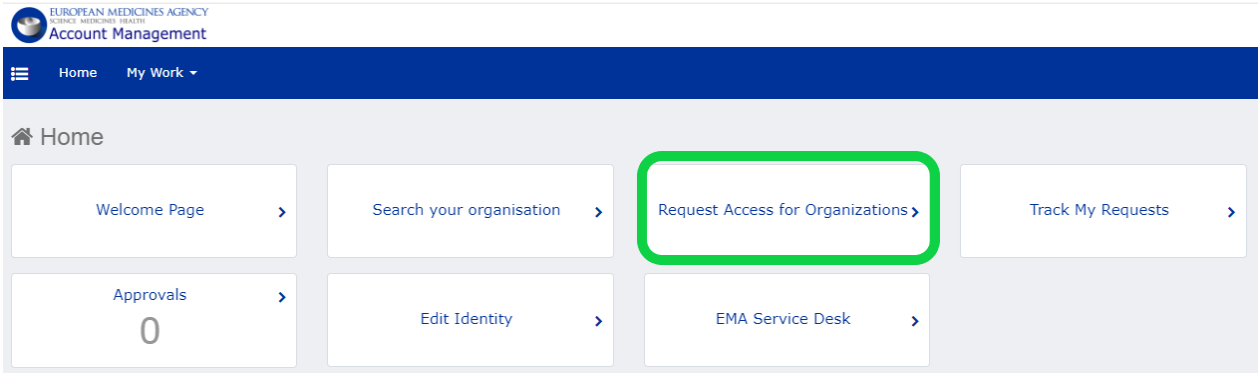 EUROPEAN MEDICINES AGENCY
SCIENCE MEDICINES HEALTH
Account Management
Home My Work
Home
Welcome Page
Search your organisation
Request Access for Organizations
Track My Requests
Approvals
0
Edit Identity
EMA Service Desk